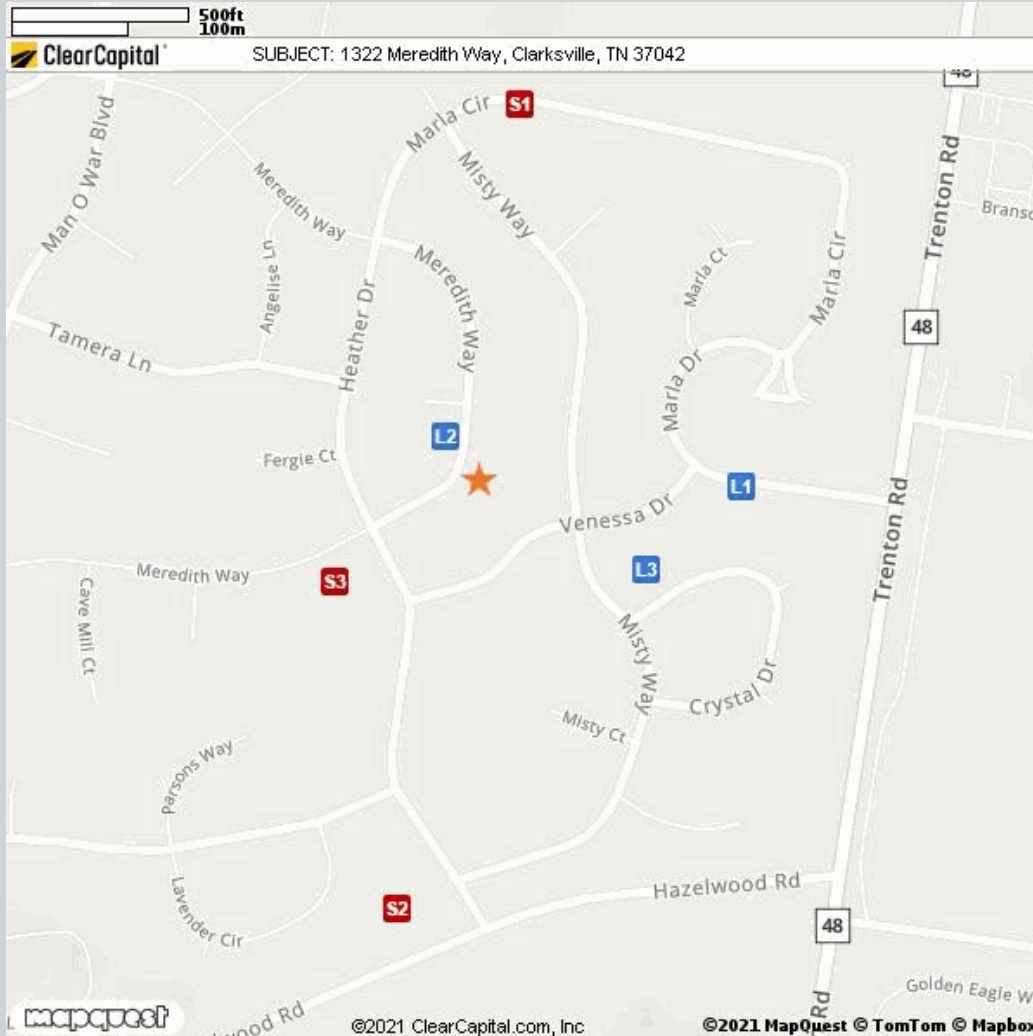 500ft
100m
ClearCapital
SUBJECT: 1322 Meredith Way, Clarksville, TN 37042
48
Marla Cir
S1
Man O War Blvd
Misty Way
Trenton Rd
Meredith Way
Angelise Ln
Meredith Way
Marla Ct
Marla Cir
Heather Dr
48
Tamera Ln
Marla Dr
L2
Fergie Ct
L1
Venessa Dr
Trenton Rd
L3
Meredith Way
S3
Cave Mill Ct
Misty Way
Crystal Dr
Misty Ct
Parsons Way
Hazelwood Rd
Lavender Cir
S2
48
Golden Eagle W
mapquest
lwood Rd
Rd
©2021 ClearCapital.com, Inc
©2021 MapQuest © TomTom © Mapbox